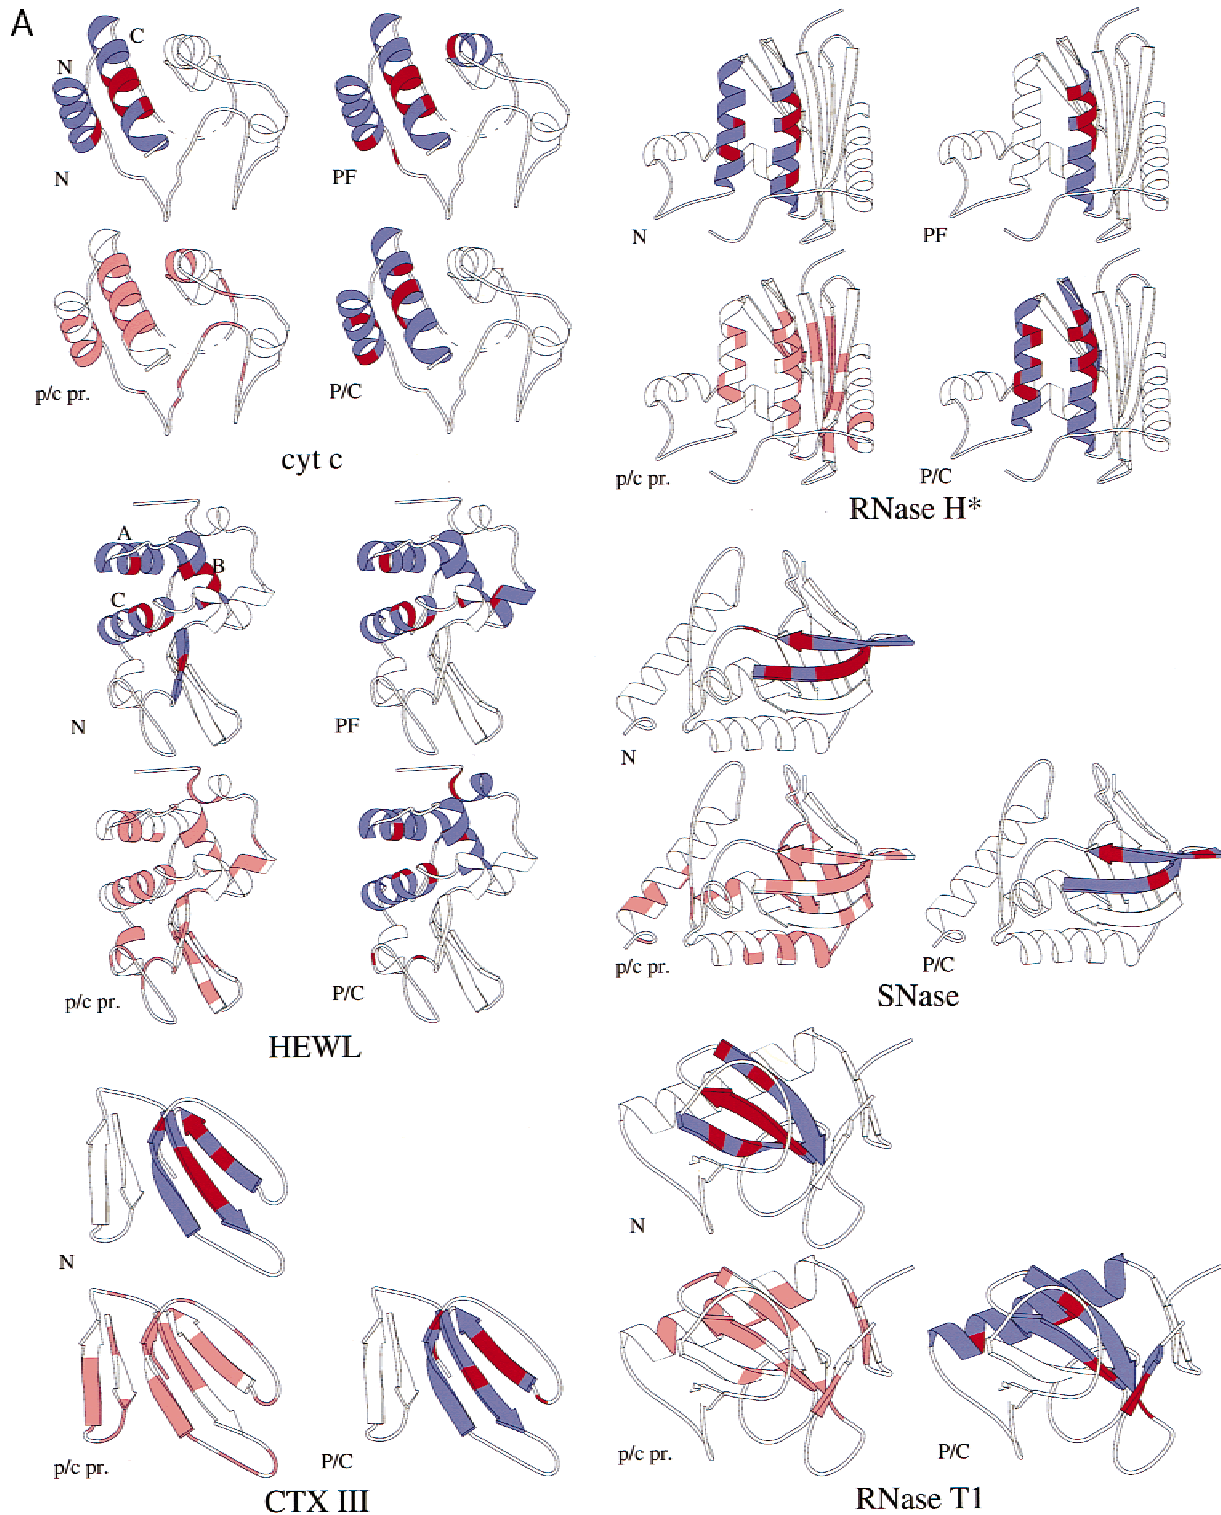 A
C
N
N
PF
N
PF
p/c pr.
P/C
cyt c
p/c pr.
P/C
RNase H*
A
B
C
N
PF
N
p/c pr.
P/C
HEWL
p/c pr.
P/C
SNase
N
N
p/c pr.
P/C
CTX III
p/c pr.
P/C
RNase T1